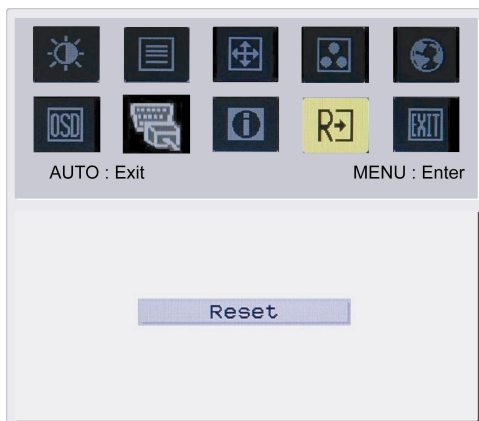 OSD
R
EXIT
AUTO : Exit
MENU : Enter
Reset